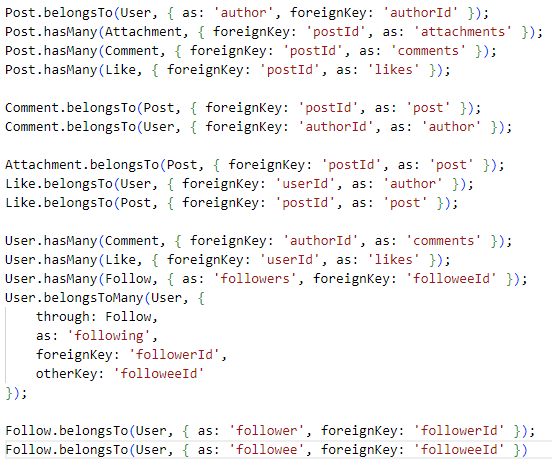 Post.belongsTo(User, { as: 'author', foreignKey: 'authorId' });
Post.hasMany(Attachment, { foreignKey: 'postId', as: 'attachments' });
Post.hasMany(Comment, { foreignKey: 'postId', as: 'comments' });
Post.hasMany(Like, { foreignKey: 'postId', as: 'likes' });

Comment.belongsTo(Post, { foreignKey: 'postId', as: 'post' });
Comment.belongsTo(User, { foreignKey: 'authorId', as: 'author' });

Attachment.belongsTo(Post, { foreignKey: 'postId', as: 'post' });
Like.belongsTo(User, { foreignKey: 'userId', as: 'author' });
Like.belongsTo(Post, { foreignKey: 'postId', as: 'post' });

User.hasMany(Comment, { foreignKey: 'authorId', as: 'comments' });
User.hasMany(Like, { foreignKey: 'userId', as: 'likes' });
User.hasMany(Follow, { as: 'followers', foreignKey: 'followeeId' });
User.belongsToMany(User, {
    through: Follow,
    as: 'following',
    foreignKey: 'followerId',
    otherKey: 'followeeId'
});

Follow.belongsTo(User, { as: 'follower', foreignKey: 'followerId' });
Follow.belongsTo(User, { as: 'followee', foreignKey: 'followeeId' })